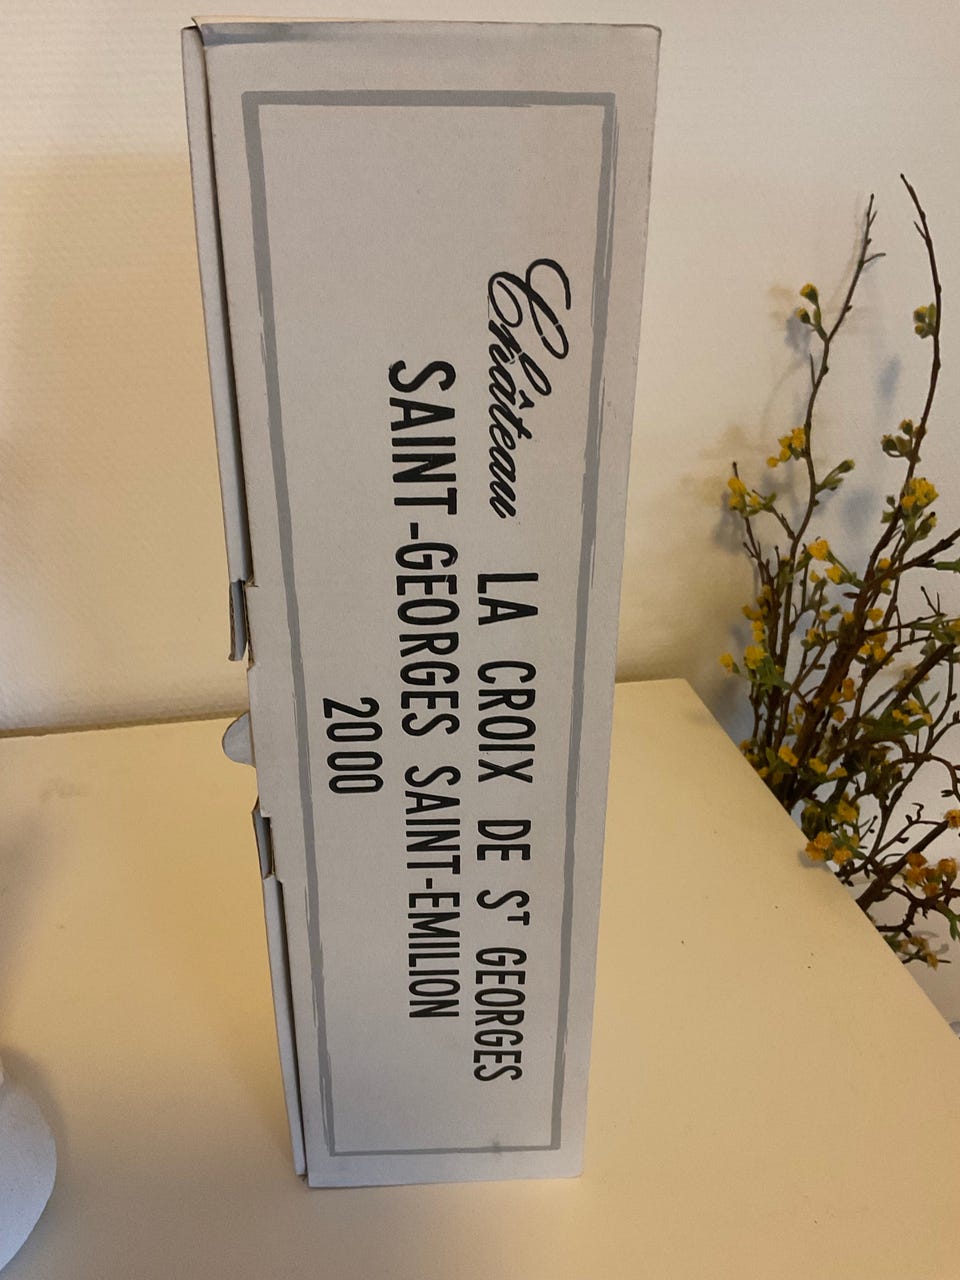 Château LA CROIX DE Sᵀ GEORGES
SAINT-GEORGES SAINT-EMILION
2000